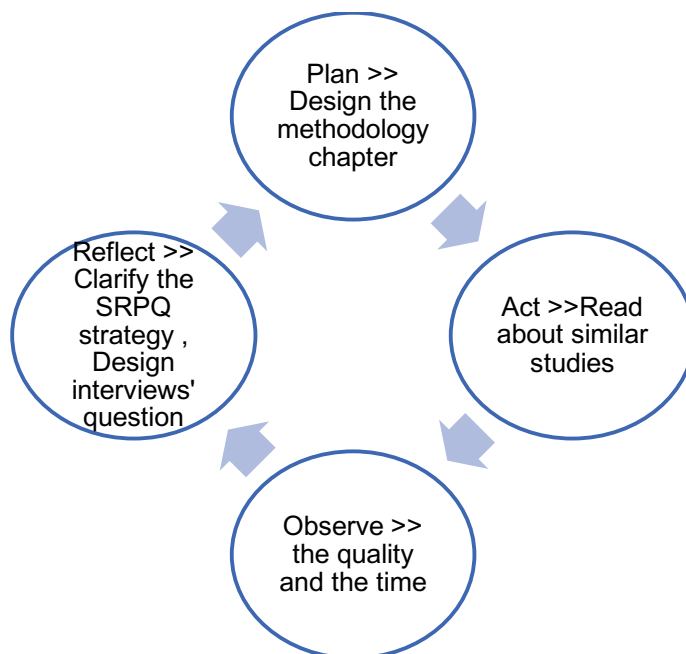 Plan >>
Design the
methodology
chapter
Act >>Read
about similar
studies
Observe >>
the quality
and the time
Reflect >>
Clarify the
SRPQ
strategy ,
Design
interviews'
question